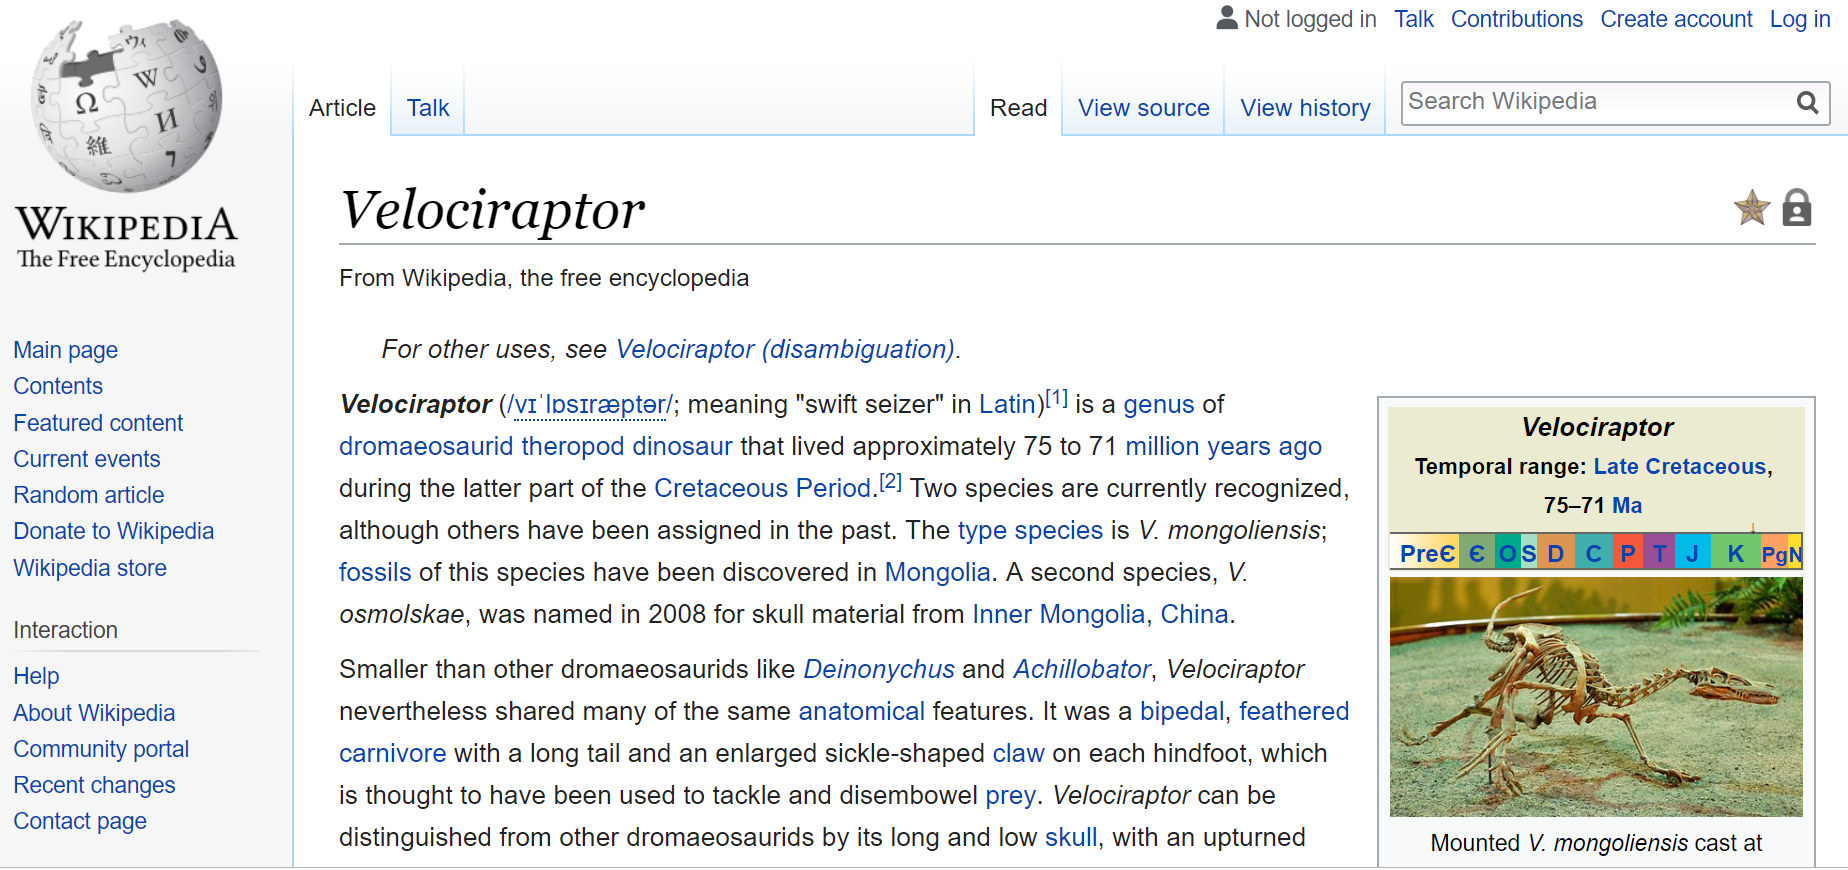 Not logged in Talk Contributions Create account Log in
Article Talk Read View source View history Search Wikipedia
Ω W И 維
WIKIPEDIA
The Free Encyclopedia
Main page
Contents
Featured content
Current events
Random article
Donate to Wikipedia
Wikipedia store
Interaction
Help
About Wikipedia
Community portal
Recent changes
Contact page
Velociraptor
From Wikipedia, the free encyclopedia
For other uses, see Velociraptor (disambiguation).
Velociraptor (/vɪˈlɒsɪræptər/; meaning "swift seizer" in Latin)[1] is a genus of
dromaeosaurid theropod dinosaur that lived approximately 75 to 71 million years ago
during the latter part of the Cretaceous Period.[2] Two species are currently recognized,
although others have been assigned in the past. The type species is V. mongoliensis;
fossils of this species have been discovered in Mongolia. A second species, V.
osmolskae, was named in 2008 for skull material from Inner Mongolia, China.
Smaller than other dromaeosaurids like Deinonychus and Achillobator, Velociraptor
nevertheless shared many of the same anatomical features. It was a bipedal, feathered
carnivore with a long tail and an enlarged sickle-shaped claw on each hindfoot, which
is thought to have been used to tackle and disembowel prey. Velociraptor can be
distinguished from other dromaeosaurids by its long and low skull, with an upturned
Velociraptor
Temporal range: Late Cretaceous,
75–71 Ma
↓
PreЄ Є O S D C P T J K Pg N
Mounted V. mongoliensis cast at